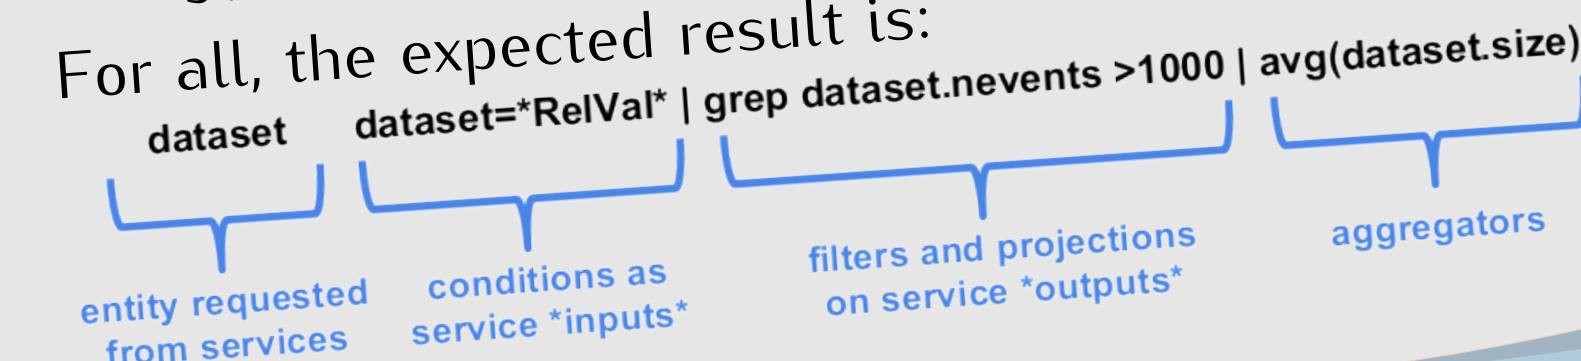 For all, the expected result is:
dataset dataset=*RelVal* | grep dataset.nevents >1000 | avg(dataset.size)
entity requested
from services
conditions as
service *inputs*
filters and projections
on service *outputs*
aggregators